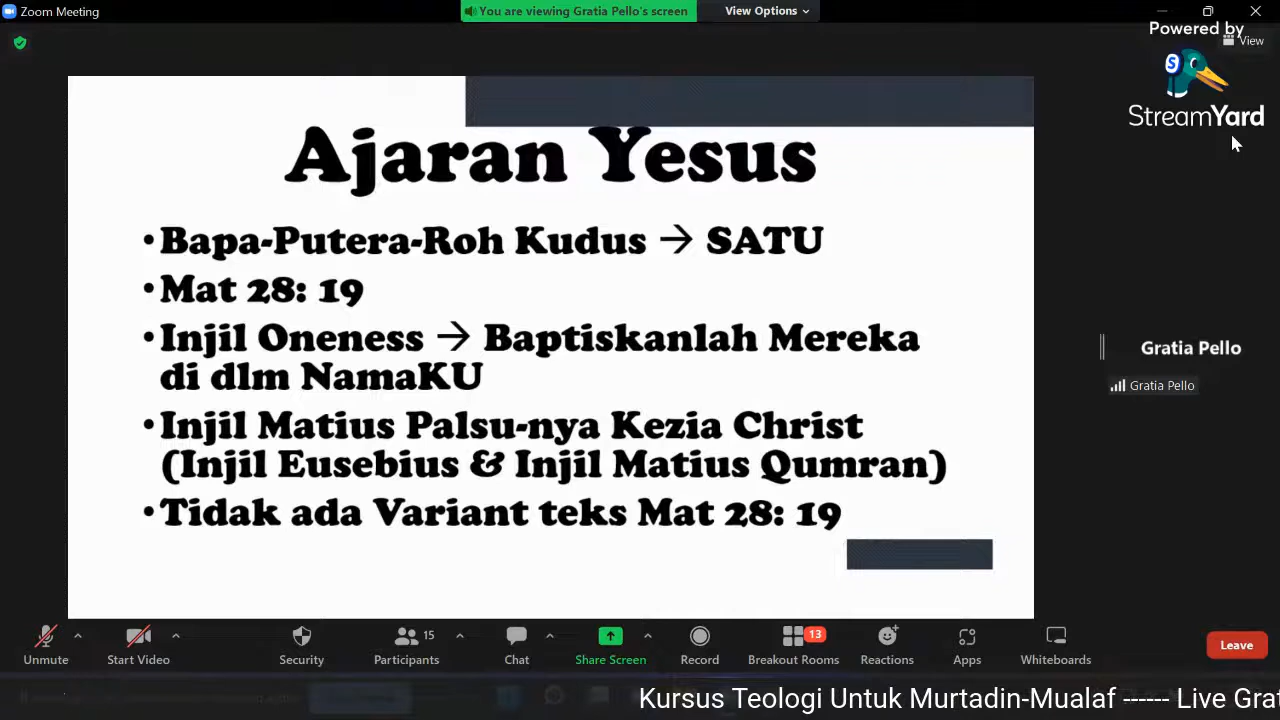 Zoom Meeting
You are viewing Gratia Pello's screen
View Options
Powered by
View
StreamYard
Ajaran Yesus
•Bapa-Putera-Roh Kudus → SATU
•Mat 28: 19
•Injil Oneness → Baptiskanlah Mereka
di dlm NamaKU
•Injil Matius Palsu-nya Kezia Christ
(Injil Eusebius & Injil Matius Qumran)
•Tidak ada Variant teks Mat 28: 19
Gratia Pello
Gratia Pello
15
13
Unmute
Start Video
Security
Participants
Chat
Share Screen
Record
Breakout Rooms
Reactions
Apps
Whiteboards
Leave
Kursus Teologi Untuk Murtadin-Mualaf ------ Live Gra